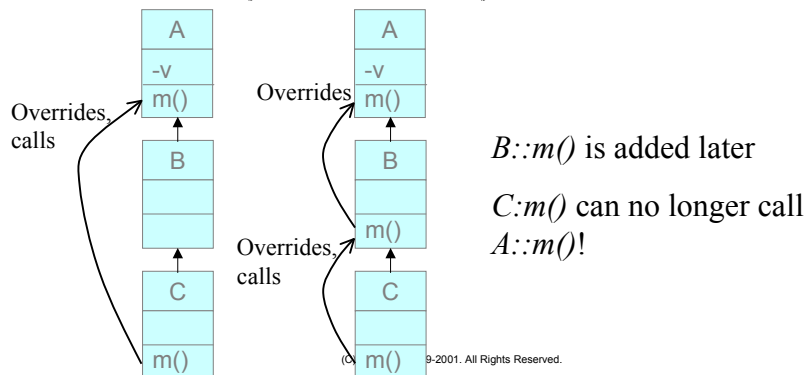 A
-v
m()
Overrides,
calls
B
C
m()
A
-v
m()
Overrides
B
m()
Overrides,
calls
C
m()
B::m() is added later
C:m() can no longer call
A::m()!
9-2001. All Rights Reserved.